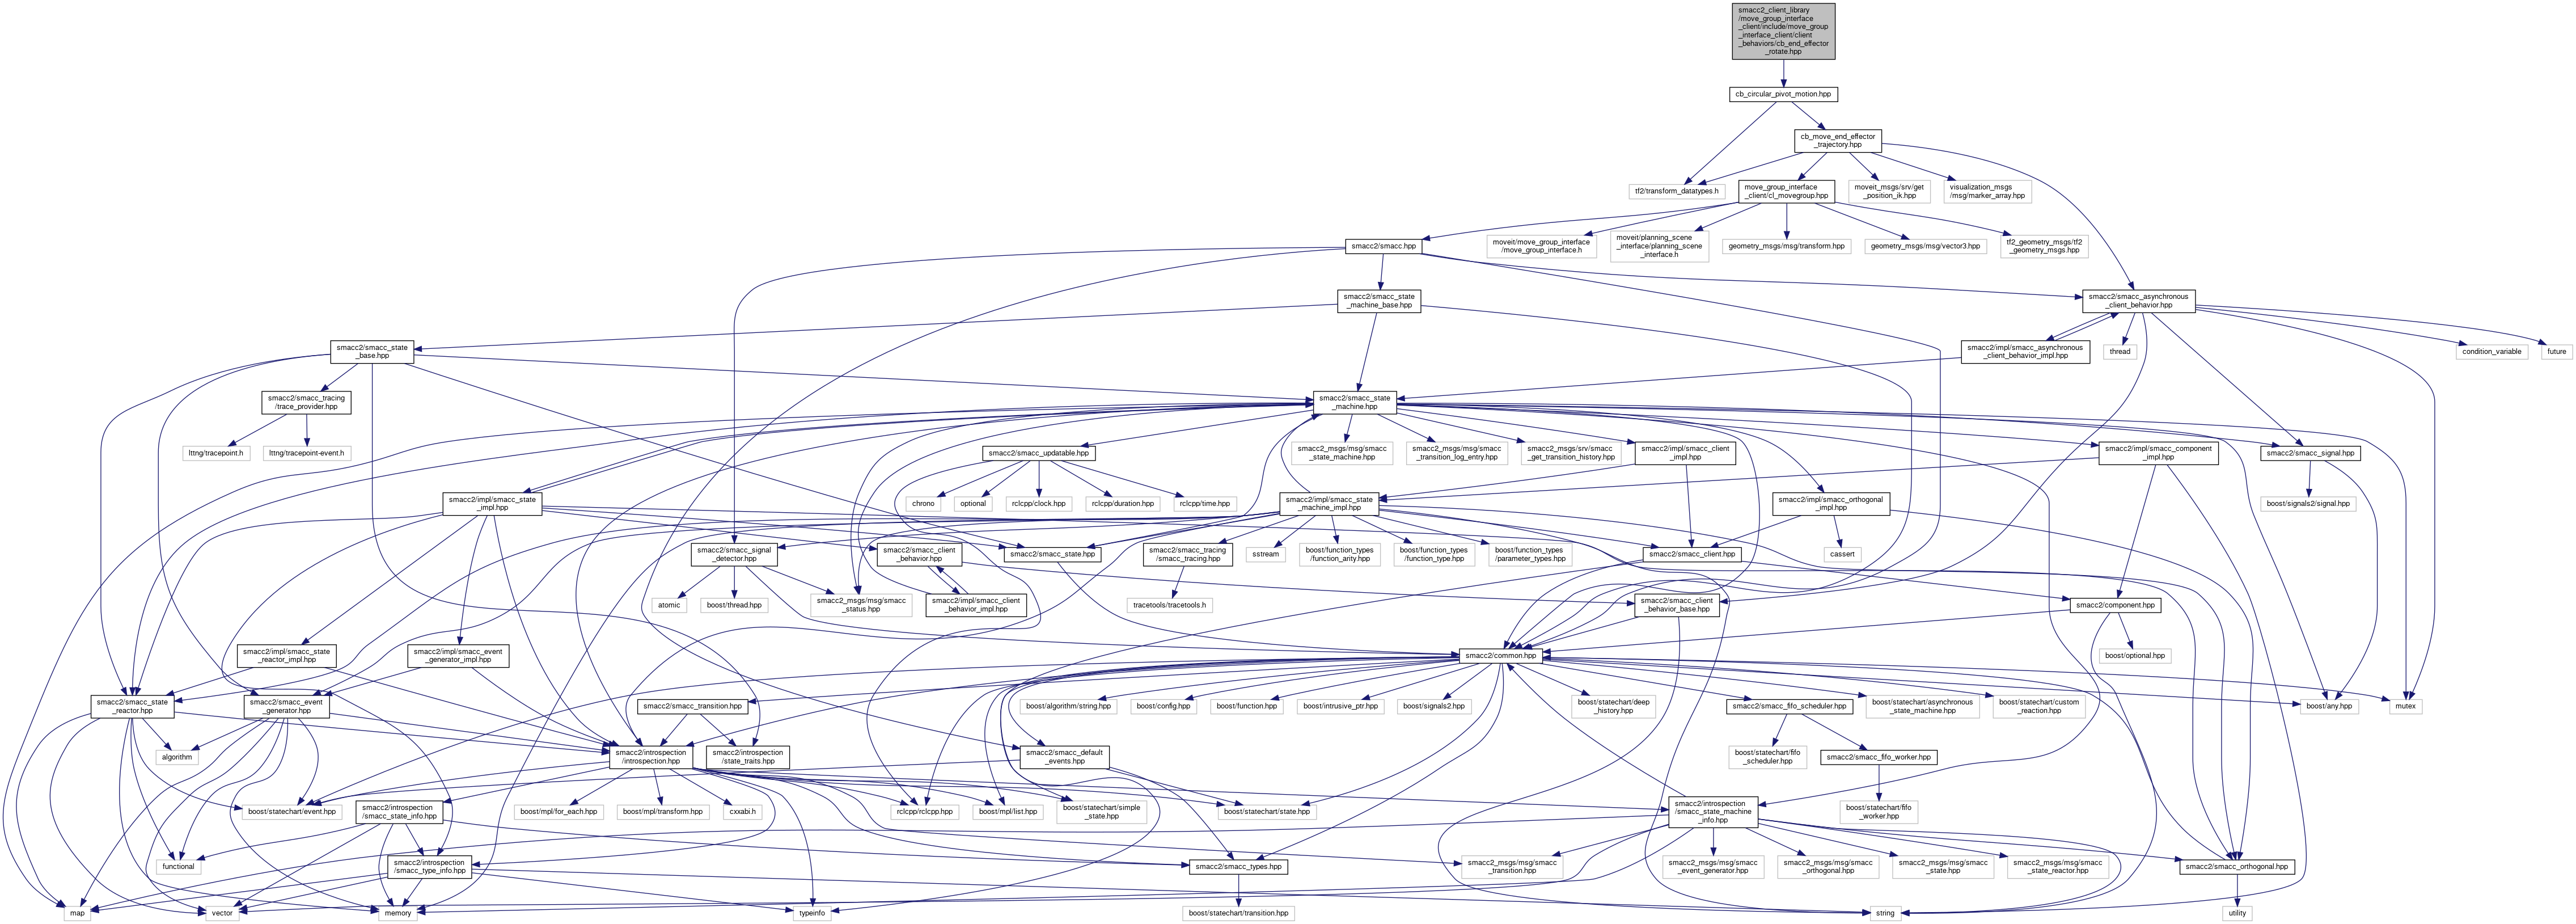 smacc2_client_library
/move_group_interface
_client/include/move_group
_interface_client/client
_behaviors/cb_end_effector
_rotate.hpp
cb_circular_pivot_motion.hpp
cb_move_end_effector
_trajectory.hpp
tf2/transform_datatypes.h
move_group_interface
_client/cl_movegroup.hpp
moveit_msgs/srv/get
_position_ik.hpp
visualization_msgs
/msg/marker_array.hpp
smacc2/smacc.hpp
moveit/move_group_interface
/move_group_interface.h
moveit/planning_scene
_interface/planning_scene
_interface.h
geometry_msgs/msg/transform.hpp
geometry_msgs/msg/vector3.hpp
tf2_geometry_msgs/tf2
_geometry_msgs.hpp
smacc2/smacc_state
_machine_base.hpp
smacc2/smacc_asynchronous
_client_behavior.hpp
smacc2/smacc_state
_base.hpp
smacc2/impl/smacc_asynchronous
_client_behavior_impl.hpp
thread
condition_variable
future
smacc2/smacc_tracing
/trace_provider.hpp
smacc2/smacc_state
_machine.hpp
lttng/tracepoint.h
lttng/tracepoint-event.h
smacc2/smacc_updatable.hpp
smacc2_msgs/msg/smacc
_state_machine.hpp
smacc2_msgs/msg/smacc
_transition_log_entry.hpp
smacc2_msgs/srv/smacc
_get_transition_history.hpp
smacc2/impl/smacc_client
_impl.hpp
smacc2/impl/smacc_component
_impl.hpp
smacc2/smacc_signal.hpp
smacc2/impl/smacc_state
_impl.hpp
chrono
optional
rclcpp/clock.hpp
rclcpp/duration.hpp
rclcpp/time.hpp
smacc2/impl/smacc_state
_machine_impl.hpp
smacc2/impl/smacc_orthogonal
_impl.hpp
boost/signals2/signal.hpp
smacc2/smacc_signal
_detector.hpp
smacc2/smacc_client
_behavior.hpp
smacc2/smacc_state.hpp
smacc2/smacc_tracing
/smacc_tracing.hpp
sstream
boost/function_types
/function_arity.hpp
boost/function_types
/function_type.hpp
boost/function_types
/parameter_types.hpp
smacc2/smacc_client.hpp
cassert
atomic
boost/thread.hpp
smacc2_msgs/msg/smacc
_status.hpp
smacc2/impl/smacc_client
_behavior_impl.hpp
tracetools/tracetools.h
smacc2/smacc_client
_behavior_base.hpp
smacc2/component.hpp
smacc2/impl/smacc_state
_reactor_impl.hpp
smacc2/impl/smacc_event
_generator_impl.hpp
smacc2/common.hpp
boost/optional.hpp
smacc2/smacc_state
_reactor.hpp
smacc2/smacc_event
_generator.hpp
smacc2/smacc_transition.hpp
boost/algorithm/string.hpp
boost/config.hpp
boost/function.hpp
boost/intrusive_ptr.hpp
boost/signals2.hpp
boost/statechart/deep
_history.hpp
smacc2/smacc_fifo_scheduler.hpp
boost/statechart/asynchronous
_state_machine.hpp
boost/statechart/custom
_reaction.hpp
boost/any.hpp
mutex
algorithm
smacc2/introspection
/introspection.hpp
smacc2/introspection
/state_traits.hpp
smacc2/smacc_default
_events.hpp
boost/statechart/fifo
_scheduler.hpp
smacc2/smacc_fifo_worker.hpp
boost/statechart/event.hpp
smacc2/introspection
/smacc_state_info.hpp
boost/mpl/for_each.hpp
boost/mpl/transform.hpp
cxxabi.h
rclcpp/rclcpp.hpp
boost/mpl/list.hpp
boost/statechart/simple
_state.hpp
boost/statechart/state.hpp
smacc2/introspection
/smacc_state_machine
_info.hpp
boost/statechart/fifo
_worker.hpp
functional
smacc2/introspection
/smacc_type_info.hpp
smacc2/smacc_types.hpp
smacc2_msgs/msg/smacc
_transition.hpp
smacc2_msgs/msg/smacc
_event_generator.hpp
smacc2_msgs/msg/smacc
_orthogonal.hpp
smacc2_msgs/msg/smacc
_state.hpp
smacc2_msgs/msg/smacc
_state_reactor.hpp
smacc2/smacc_orthogonal.hpp
map
vector
memory
typeinfo
boost/statechart/transition.hpp
string
utility